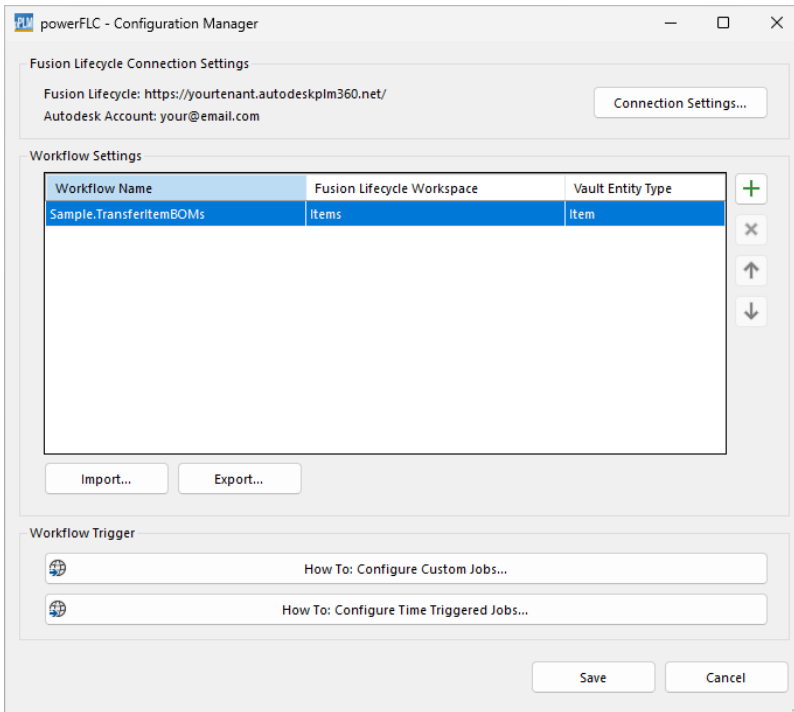 PLM powerFLC - Configuration Manager
Fusion Lifecycle Connection Settings
Fusion Lifecycle: https://yourtenant.autodeskplm360.net/
Autodesk Account: your@email.com
Connection Settings...
Workflow Settings
Workflow Name Fusion Lifecycle Workspace Vault Entity Type
Sample.TransferItemBOMs Items Item
Import... Export...
Workflow Trigger
How To: Configure Custom Jobs...
How To: Configure Time Triggered Jobs...
Save Cancel